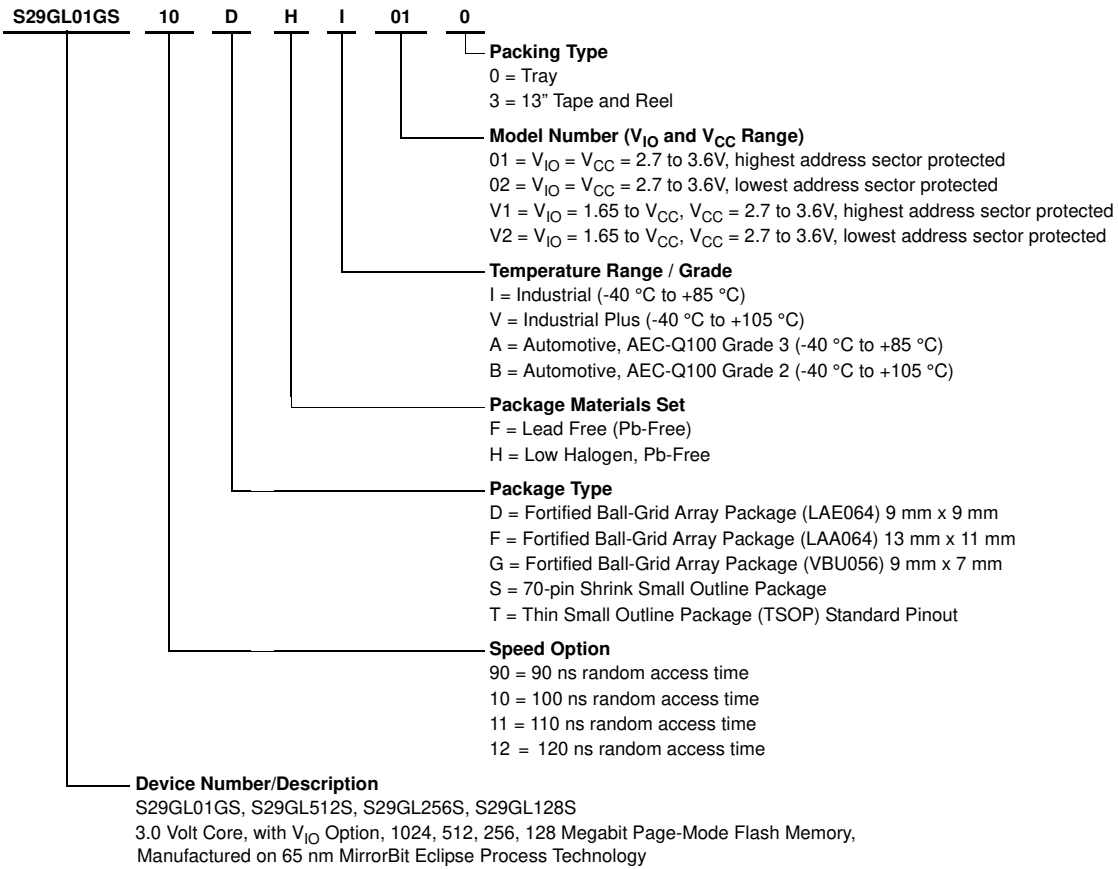 S29GL01GS 10 D H I 01 0
Packing Type
0 = Tray
3 = 13” Tape and Reel
Model Number (VIO and VCC Range)
01 = VIO = VCC = 2.7 to 3.6V, highest address sector protected
02 = VIO = VCC = 2.7 to 3.6V, lowest address sector protected
V1 = VIO = 1.65 to VCC, VCC = 2.7 to 3.6V, highest address sector protected
V2 = VIO = 1.65 to VCC, VCC = 2.7 to 3.6V, lowest address sector protected
Temperature Range / Grade
I = Industrial (-40 °C to +85 °C)
V = Industrial Plus (-40 °C to +105 °C)
A = Automotive, AEC-Q100 Grade 3 (-40 °C to +85 °C)
B = Automotive, AEC-Q100 Grade 2 (-40 °C to +105 °C)
Package Materials Set
F = Lead Free (Pb-Free)
H = Low Halogen, Pb-Free
Package Type
D = Fortified Ball-Grid Array Package (LAE064) 9 mm x 9 mm
F = Fortified Ball-Grid Array Package (LAA064) 13 mm x 11 mm
G = Fortified Ball-Grid Array Package (VBU056) 9 mm x 7 mm
S = 70-pin Shrink Small Outline Package
T = Thin Small Outline Package (TSOP) Standard Pinout
Speed Option
90 = 90 ns random access time
10 = 100 ns random access time
11 = 110 ns random access time
12 = 120 ns random access time
Device Number/Description
S29GL01GS, S29GL512S, S29GL256S, S29GL128S
3.0 Volt Core, with VIO Option, 1024, 512, 256, 128 Megabit Page-Mode Flash Memory,
Manufactured on 65 nm MirrorBit Eclipse Process Technology